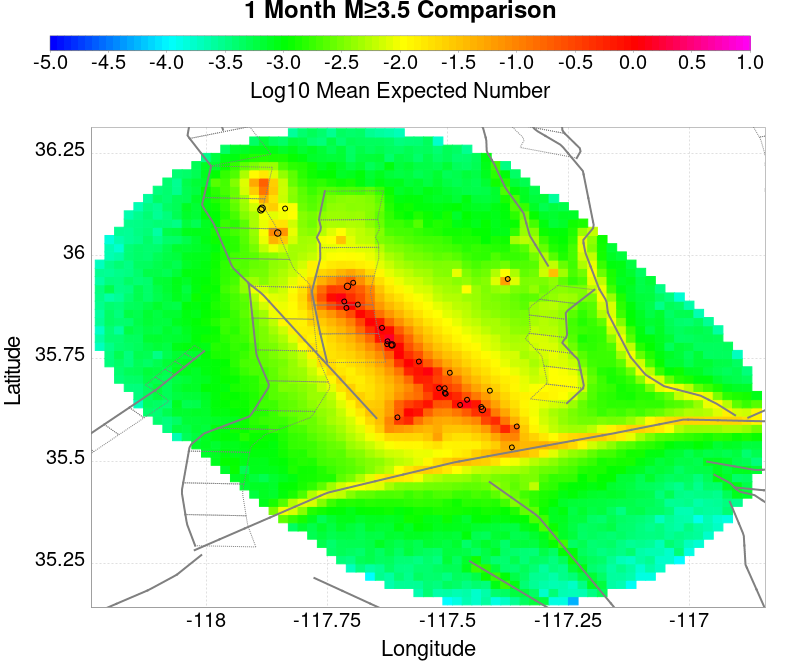 1 Month M≥3.5 Comparison
-5.0 -4.5 -4.0 -3.5 -3.0 -2.5 -2.0 -1.5 -1.0 -0.5 0.0 0.5 1.0
Log10 Mean Expected Number
36.25
36
35.75
35.5
35.25
Latitude
-118 -117.75 -117.5 -117.25 -117
Longitude